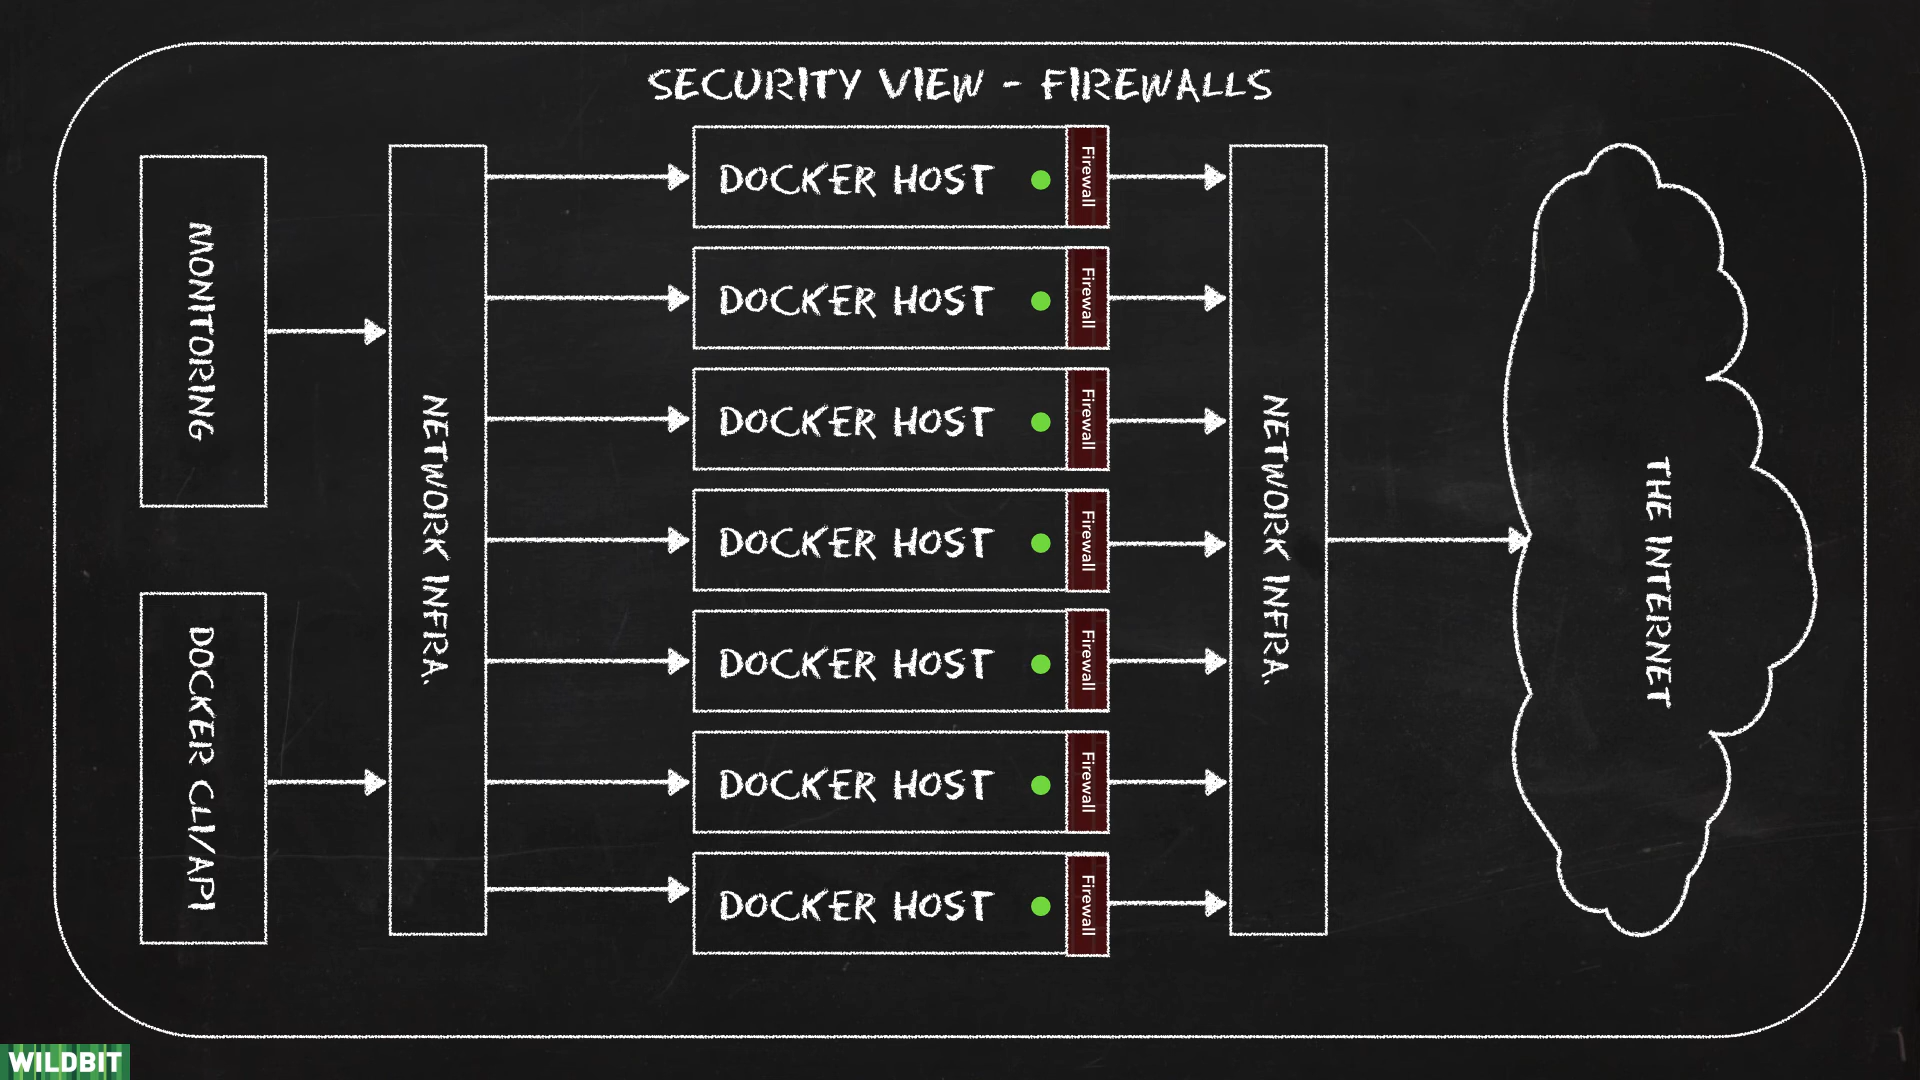 SECURITY VIEW - FIREWALLS
MONITORING
DOCKER CLI/API
NETWORK INFRA.
DOCKER HOST
Firewall
DOCKER HOST
Firewall
DOCKER HOST
Firewall
DOCKER HOST
Firewall
DOCKER HOST
Firewall
DOCKER HOST
Firewall
DOCKER HOST
Firewall
NETWORK INFRA.
THE INTERNET
WILDBIT